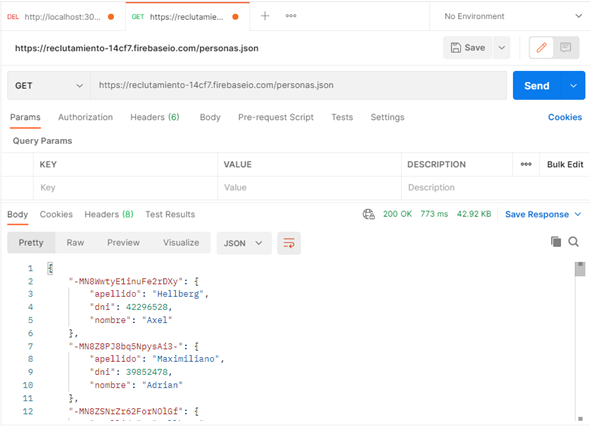 DEL http://localhost:30...
GET https://reclutamie...
No Environment
https://reclutamiento-14cf7.firebaseio.com/personas.json
Save
GET https://reclutamiento-14cf7.firebaseio.com/personas.json
Send
Params Authorization Headers (6) Body Pre-request Script Tests Settings Cookies
Query Params
KEY VALUE DESCRIPTION Bulk Edit
Key Value Description
Body Cookies Headers (8) Test Results 200 OK 773 ms 42.92 KB Save Response
Pretty Raw Preview Visualize JSON
1 {
2 "-MN8WwtyE1inuFe2rDXy": {
3 "apellido": "Hellberg",
4 "dni": 42296528,
5 "nombre": "Axel"
6 },
7 "-MN8Z8PJ8bq5NpysAi3-": {
8 "apellido": "Maximiliano",
9 "dni": 39852478,
10 "nombre": "Adrian"
11 },
12 "-MN8ZSNrZr62ForNOlGf": {